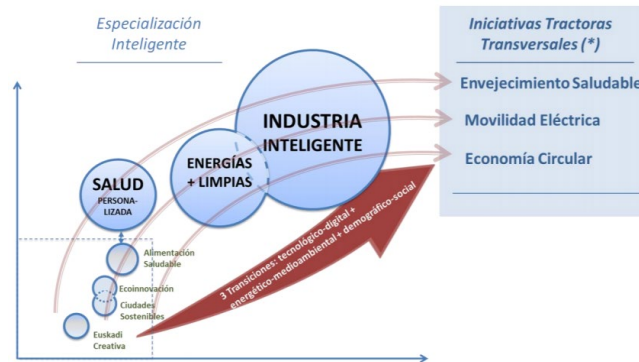 Especialización
Inteligente
Iniciativas Tractoras
Transversales (*)
Envejecimiento Saludable
Movilidad Eléctrica
Economía Circular
INDUSTRIA
INTELIGENTE
ENERGÍAS
+ LIMPIAS
SALUD
PERSONA-
LIZADA
Alimentación
Saludable
Ecoinnovación
Ciudades
Sostenibles
Euskadi
Creativa
3 Transiciones: tecnológico-digital +
energético-medioambiental + demográfico-social